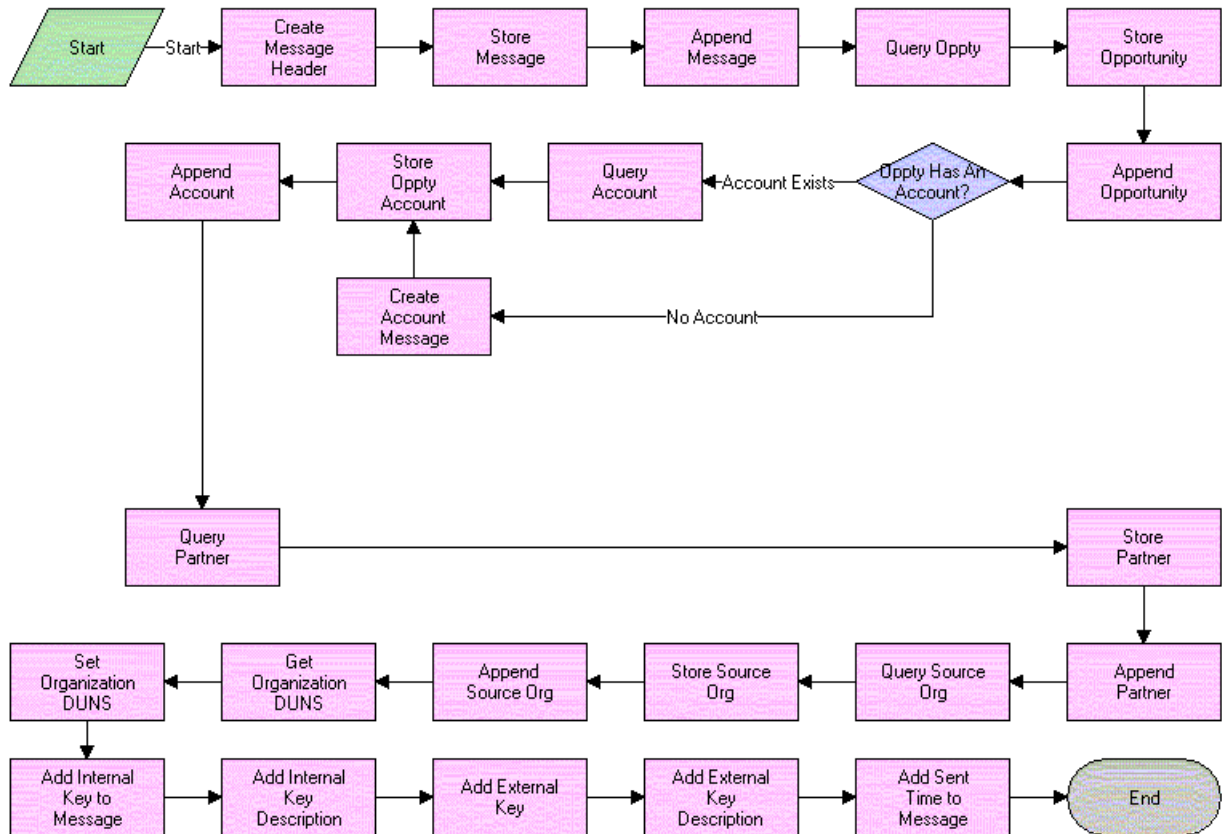 Start
Start
Create
Message
Header
Store
Message
Append
Message
Query Oppty
Store
Opportunity
Append
Account
Store
Oppty
Account
Query
Account
Account Exists
Oppty Has An
Account?
Append
Opportunity
Create
Account
Message
No Account
Query
Partner
Store
Partner
Set
Organization
DUNS
Get
Organization
DUNS
Append
Source Org
Store Source
Org
Query Source
Org
Append
Partner
Add Internal
Key to
Message
Add Internal
Key
Description
Add External
Key
Add External
Key
Description
Add Sent
Time to
Message
End